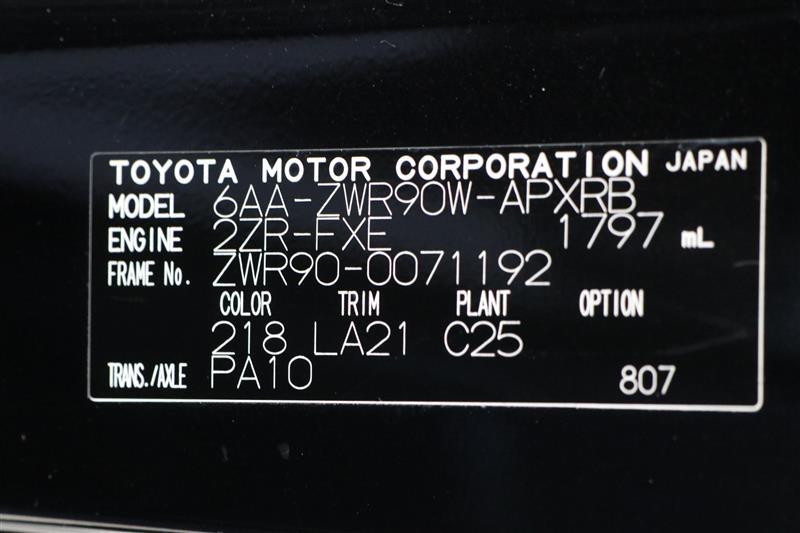 TOYOTA MOTOR CORPORATION JAPAN
MODEL 6AA-ZWR90W-APXRB
ENGINE 2ZR-FXE 1797 mL
FRAME No. ZWR90-0071192
COLOR TRIM PLANT OPTION
218 LA21 C25
TRANS./AXLE PA10 807